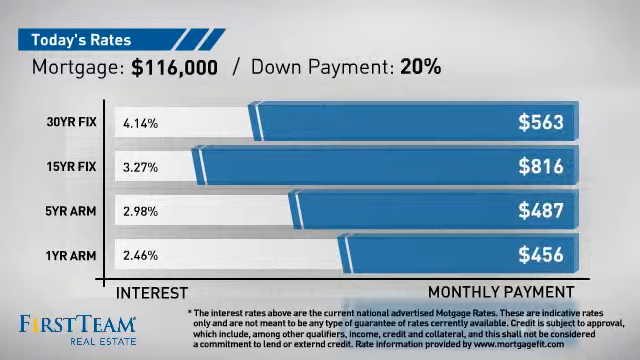 Today's Rates
Mortgage: $116,000 / Down Payment: 20%
30YR FIX 4.14% $563
15YR FIX 3.27% $816
5YR ARM 2.98% $487
1YR ARM 2.46% $456
INTEREST MONTHLY PAYMENT
FIRSTTEAM®
REAL ESTATE
* The interest rates above are the current national advertised Motgage Rates. These are indicative rates
only and are not meant to be any type of guarantee of rates cerrently available. Credit is subject to approval,
which include, among other qualifiers, income, credit and collateral, and this shall not be considered
a commitment to lend or externd credit. Rate information provided by www.mortgagefit.com